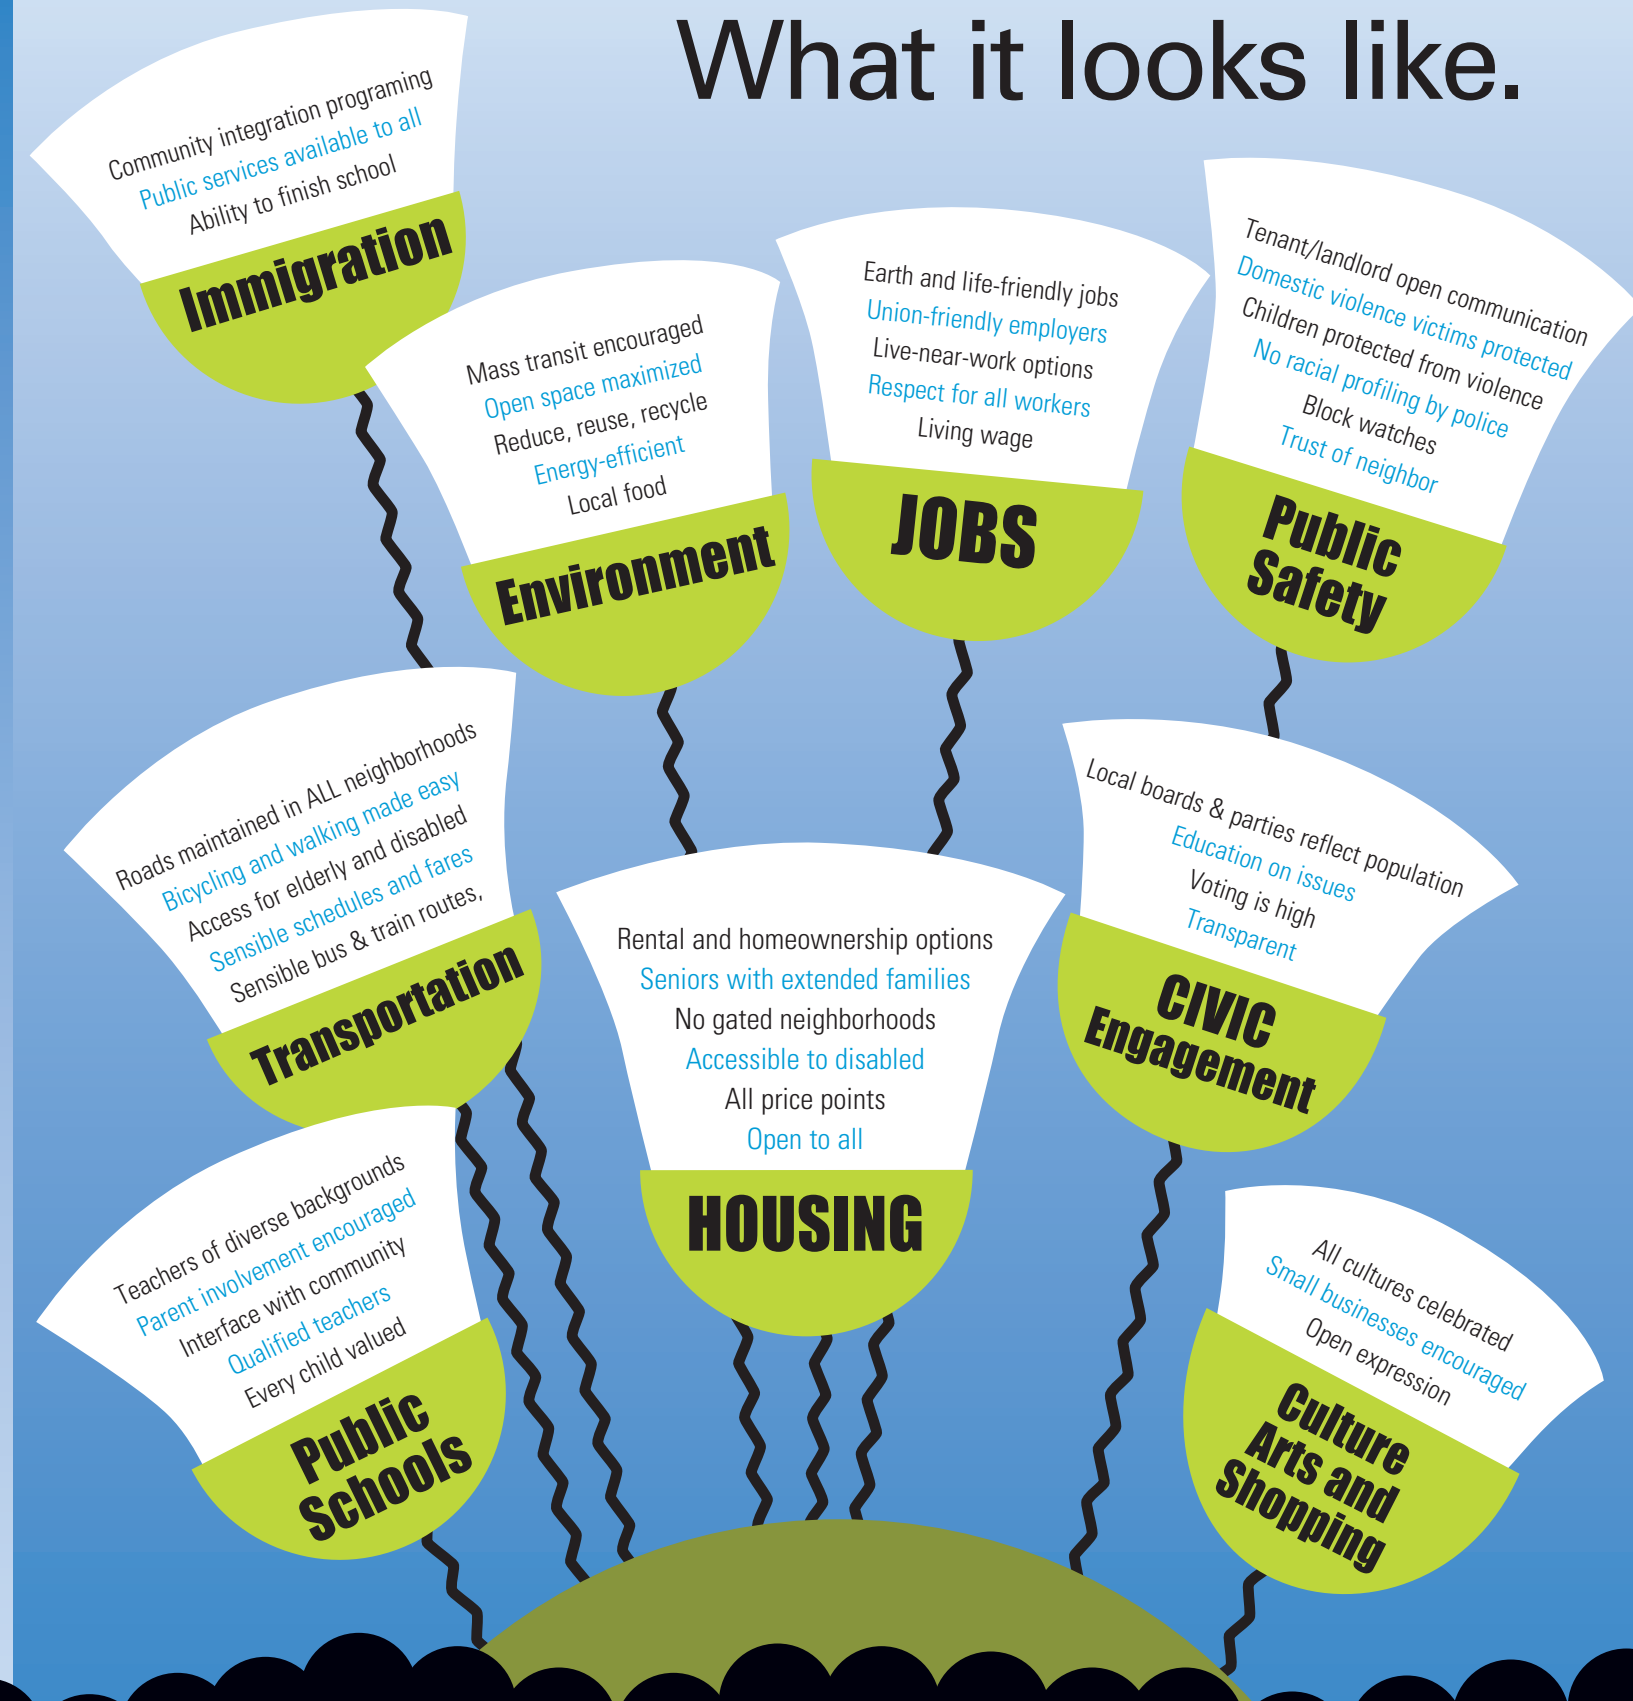 What it looks like.
Community integration programing
Public services available to all
Ability to finish school
Immigration
Mass transit encouraged
Open space maximized
Reduce, reuse, recycle
Energy-efficient
Local food
Environment
Earth and life-friendly jobs
Union-friendly employers
Live-near-work options
Respect for all workers
Living wage
JOBS
Tenant/landlord open communication
Domestic violence victims protected
Children protected from violence
No racial profiling by police
Block watches
Trust of neighbor
Public
Safety
Roads maintained in ALL neighborhoods
Bicycling and walking made easy
Access for elderly and disabled
Sensible schedules and fares
Sensible bus & train routes,
Transportation
Rental and homeownership options
Seniors with extended families
No gated neighborhoods
Accessible to disabled
All price points
Open to all
HOUSING
Local boards & parties reflect population
Education on issues
Voting is high
Transparent
CIVIC
Engagement
Teachers of diverse backgrounds
Parent involvement encouraged
Interface with community
Qualified teachers
Every child valued
Public
Schools
All cultures celebrated
Small businesses encouraged
Open expression
Culture
Arts and
Shopping